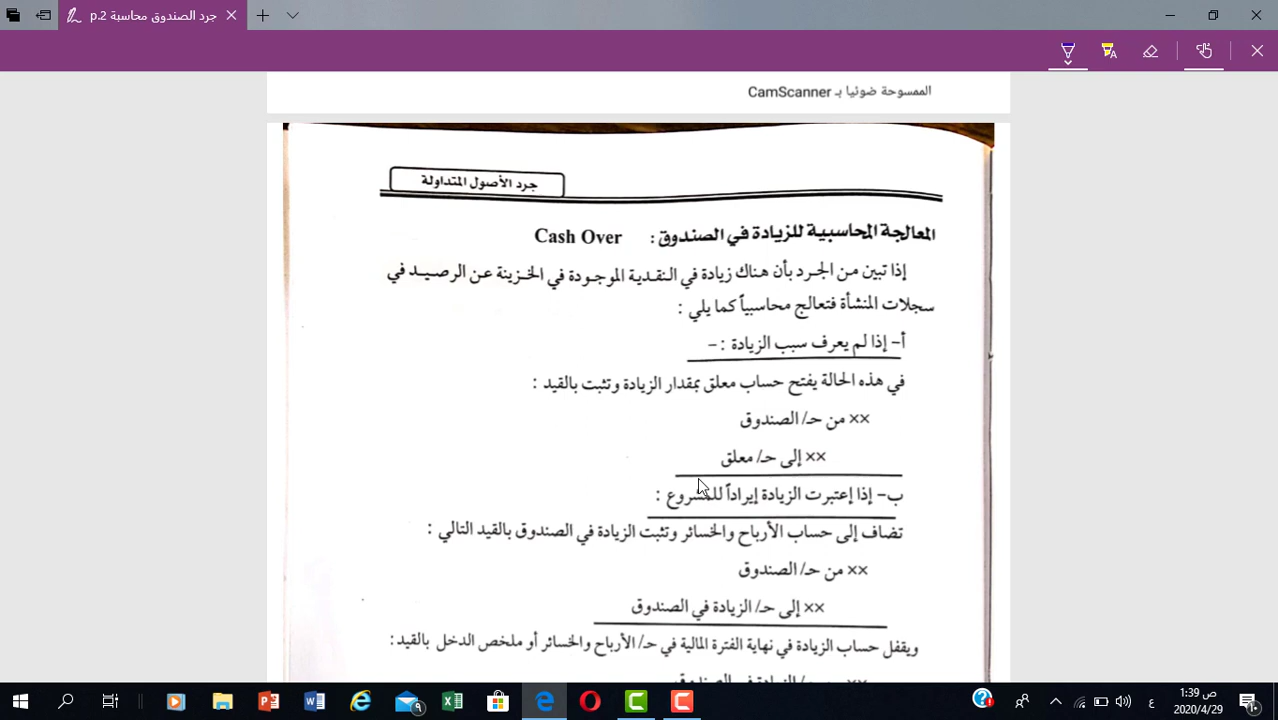 جرد الصندوق محاسبة p.2
الممسوحة ضوئيا بـ CamScanner
جرد الأصول المتداولة
المعالجة المحاسبية للزيادة في الصندوق : Cash Over
إذا تبين من الجرد بأن هناك زيادة في النقدية الموجودة في الخزينة عن الرصيد في
سجلات المنشأة فتعالج محاسبياً كما يلي :
أ– إذا لم يعرف سبب الزيادة : –
في هذه الحالة يفتح حساب معلق بمقدار الزيادة وتثبت بالقيد :
×× من حـ/ الصندوق
×× إلى حـ/ معلق
ب– إذا إعتبرت الزيادة إيراداً للمشروع :
تضاف إلى حساب الأرباح والخسائر وتثبت الزيادة في الصندوق بالقيد التالي :
×× من حـ/ الصندوق
×× إلى حـ/ الزيادة في الصندوق
ويقفل حساب الزيادة في نهاية الفترة المالية في حـ/ الأرباح والخسائر أو ملخص الدخل بالقيد :
1:39 ص
ع
2020/4/29